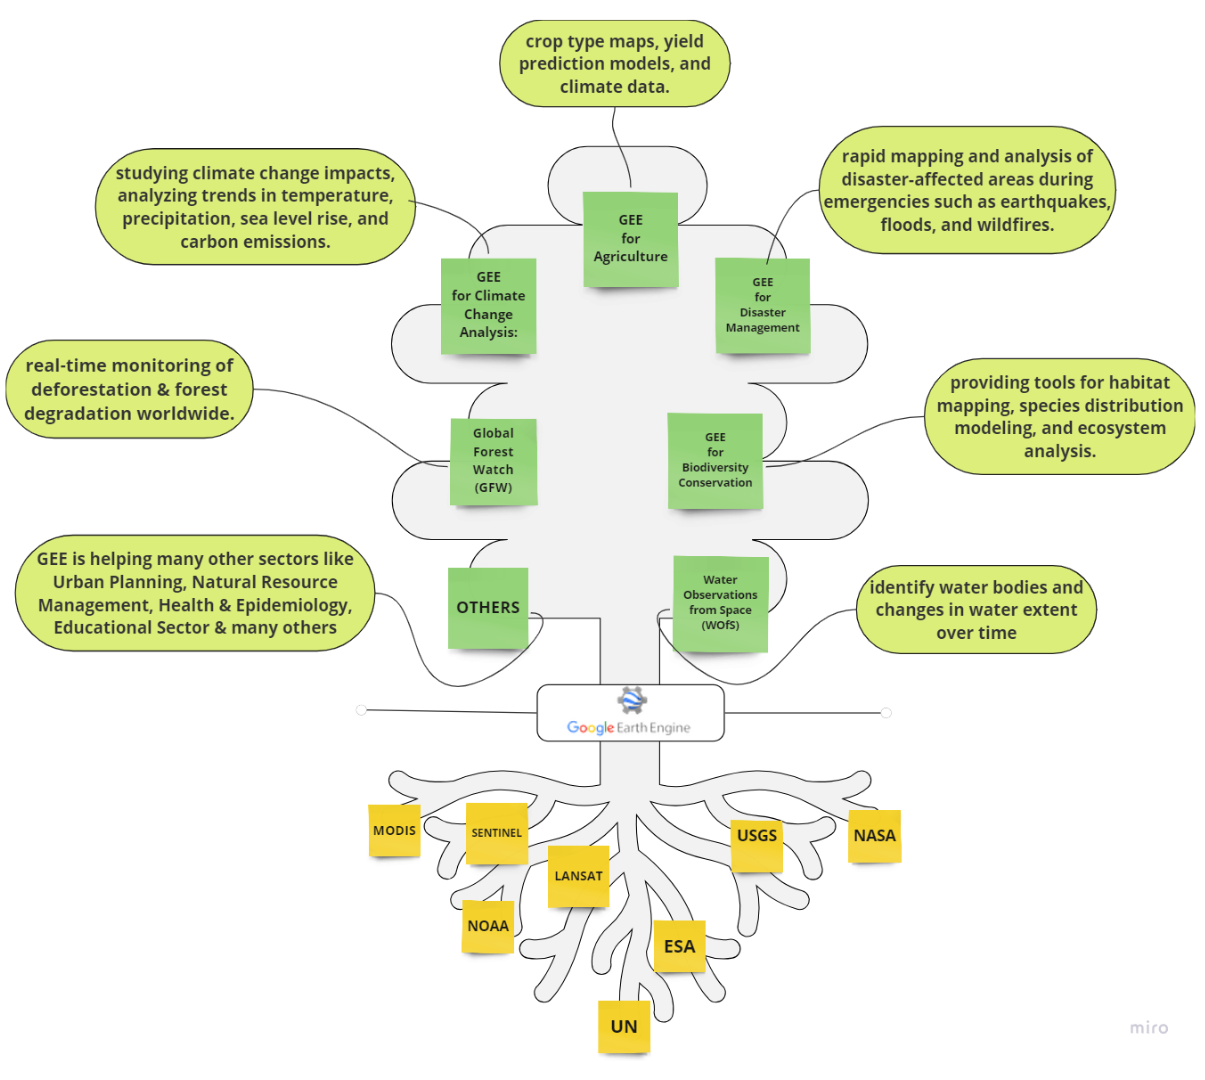 crop type maps, yield
prediction models, and
climate data.
studying climate change impacts,
analyzing trends in temperature,
precipitation, sea level rise, and
carbon emissions.
rapid mapping and analysis of
disaster-affected areas during
emergencies such as earthquakes,
floods, and wildfires.
GEE
for
Agriculture
GEE
for Climate
Change
Analysis:
GEE
for
Disaster
Management
real-time monitoring of
deforestation & forest
degradation worldwide.
providing tools for habitat
mapping, species distribution
modeling, and ecosystem
analysis.
Global
Forest
Watch
(GFW)
GEE
for
Biodiversity
Conservation
GEE is helping many other sectors like
Urban Planning, Natural Resource
Management, Health & Epidemiology,
Educational Sector & many others
OTHERS
Water
Observations
from Space
(WOfS)
identify water bodies and
changes in water extent
over time
Google Earth Engine
MODIS
SENTINEL
USGS
NASA
LANSAT
NOAA
ESA
UN
miro